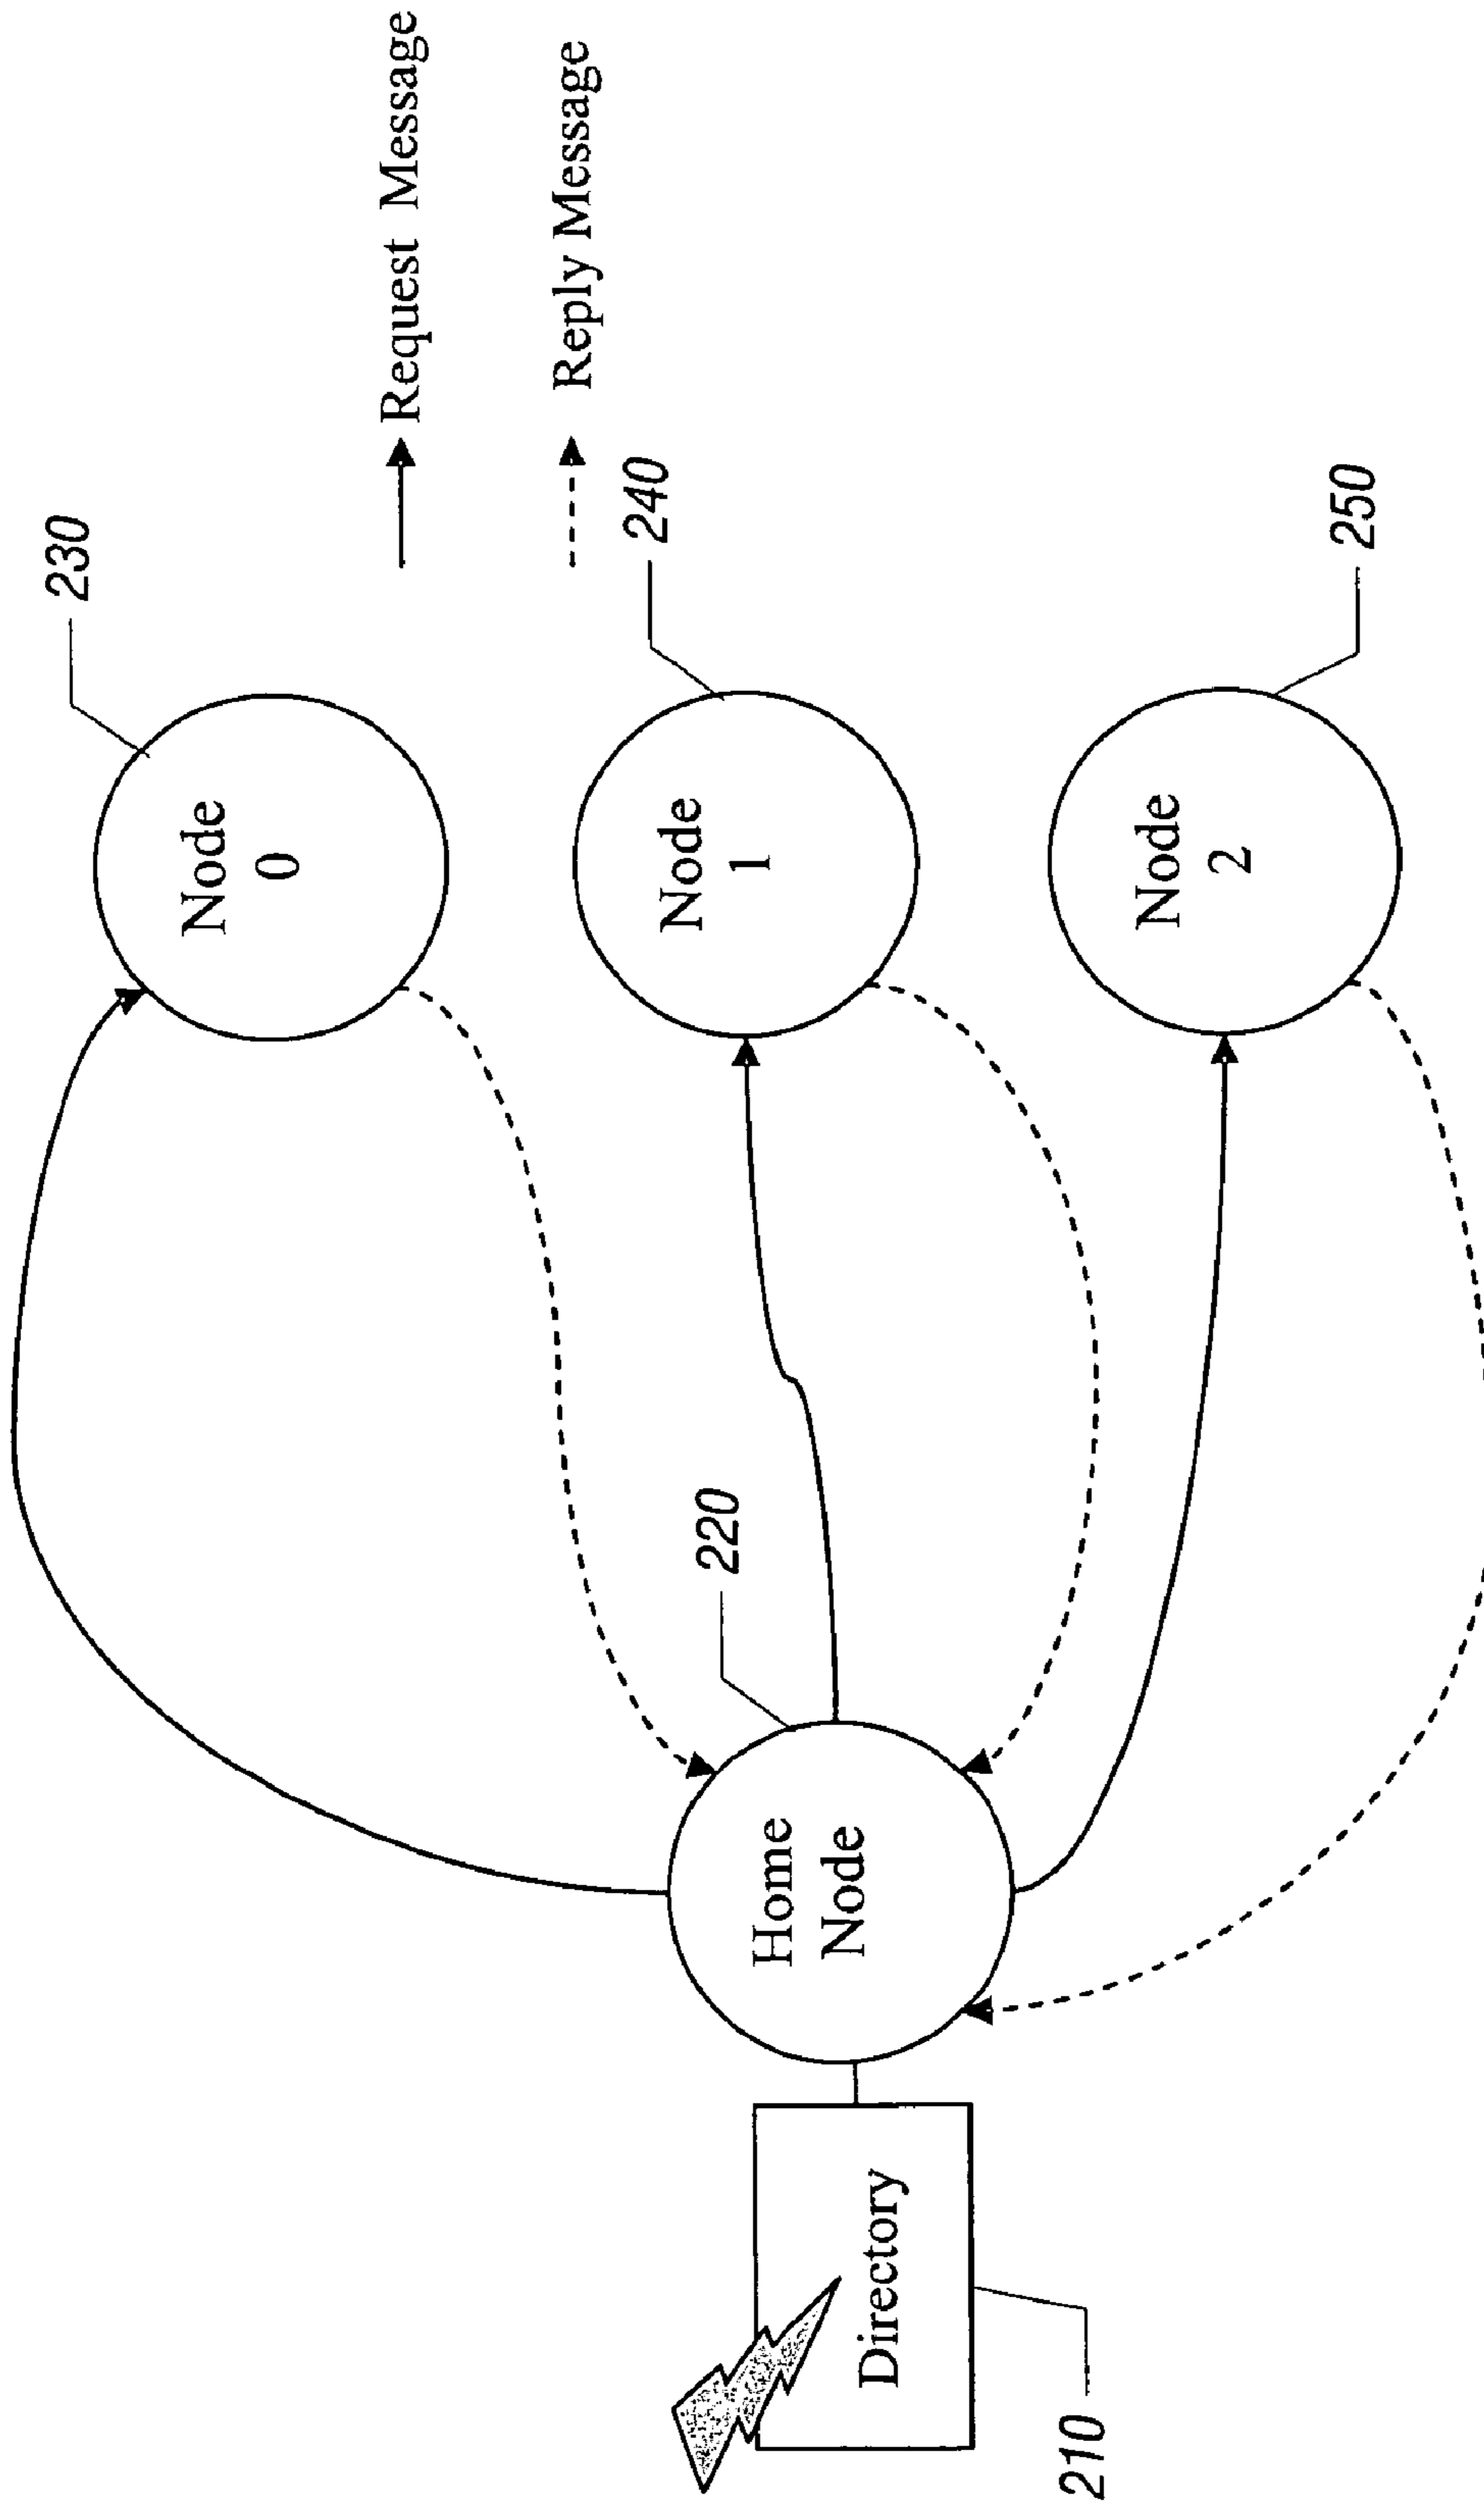 230
Request Message
Reply Message
240
250
Node
0
Node
1
Node
2
220
Home
Node
Directory
210